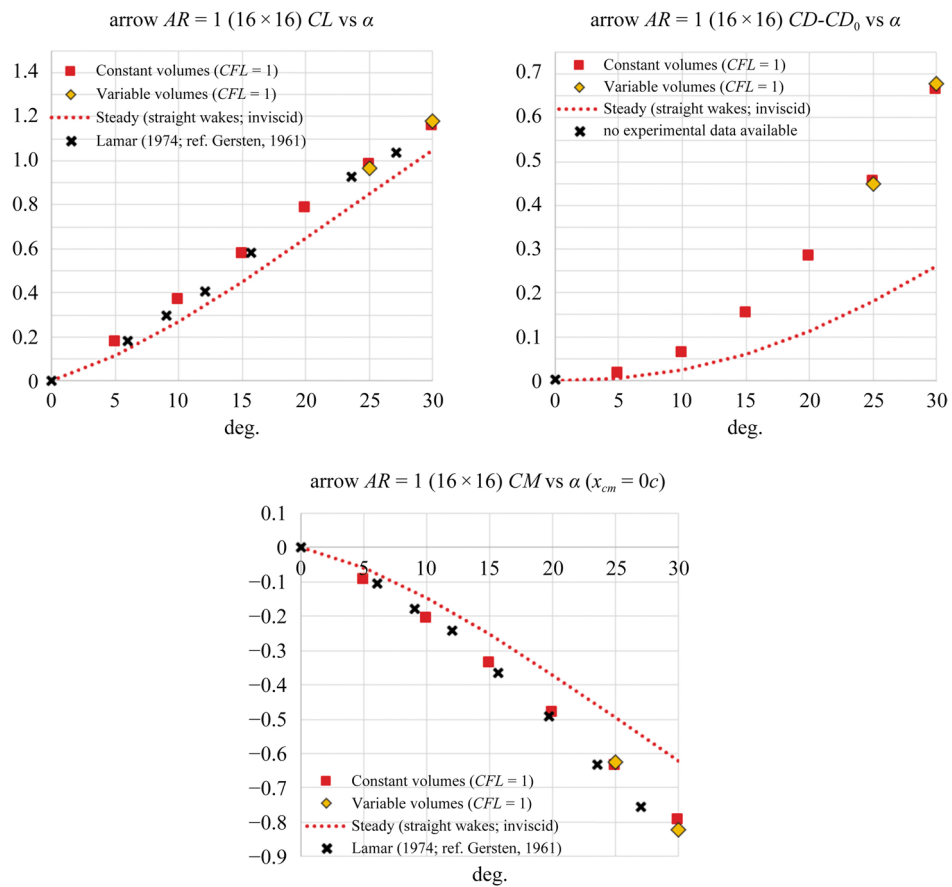 arrow AR = 1 (16 × 16) CL vs α
1.4
1.2
1.0
0.8
0.6
0.4
0.2
0
Constant volumes (CFL = 1)
Variable volumes (CFL = 1)
Steady (straight wakes; inviscid)
Lamar (1974; ref. Gersten, 1961)
0 5 10 15 20 25 30
deg.
arrow AR = 1 (16 × 16) CD-CD₀ vs α
0.7
0.6
0.5
0.4
0.3
0.2
0.1
0
Constant volumes (CFL = 1)
Variable volumes (CFL = 1)
Steady (straight wakes; inviscid)
no experimental data available
0 5 10 15 20 25 30
deg.
arrow AR = 1 (16 × 16) CM vs α (xcm = 0c)
0.1
0
0 5 10 15 20 25 30
−0.1
−0.2
−0.3
−0.4
−0.5
−0.6
−0.7
−0.8
−0.9
Constant volumes (CFL = 1)
Variable volumes (CFL = 1)
Steady (straight wakes; inviscid)
Lamar (1974; ref. Gersten, 1961)
deg.